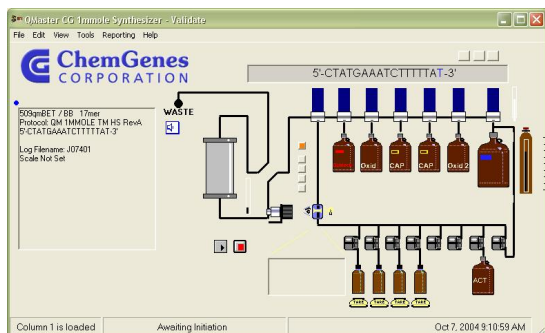 QMaster CG 1mmole Synthesizer - Validate
File Edit View Tools Reporting Help
ChemGenes
CORPORATION
5'-CTATGAAATCTTTTTAT-3'
509qmBET / BB 17mer
Protocol: QM 1MMOLE TM HS RevA
5'-CTATGAAATCTTTTTAT-3'
Log Filename: J07401
Scale Not Set
WASTE
Oxid
CAP
CAP
Oxid 2
ACT
Column 1 is loaded
Awaiting Initiation
Oct 7, 2004 9:10:59 AM